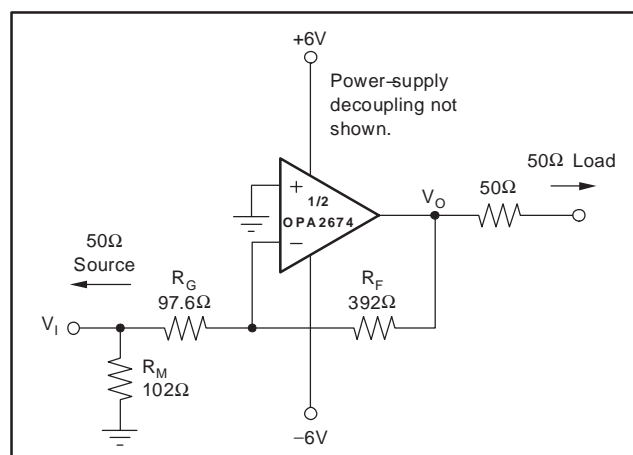 +6V
Power-supply
decoupling not
shown.
50Ω Load
+
1/2
OPA2674
−
V_O
50Ω
50Ω
Source
R_G
97.6Ω
R_F
392Ω
V_I
R_M
102Ω
−6V